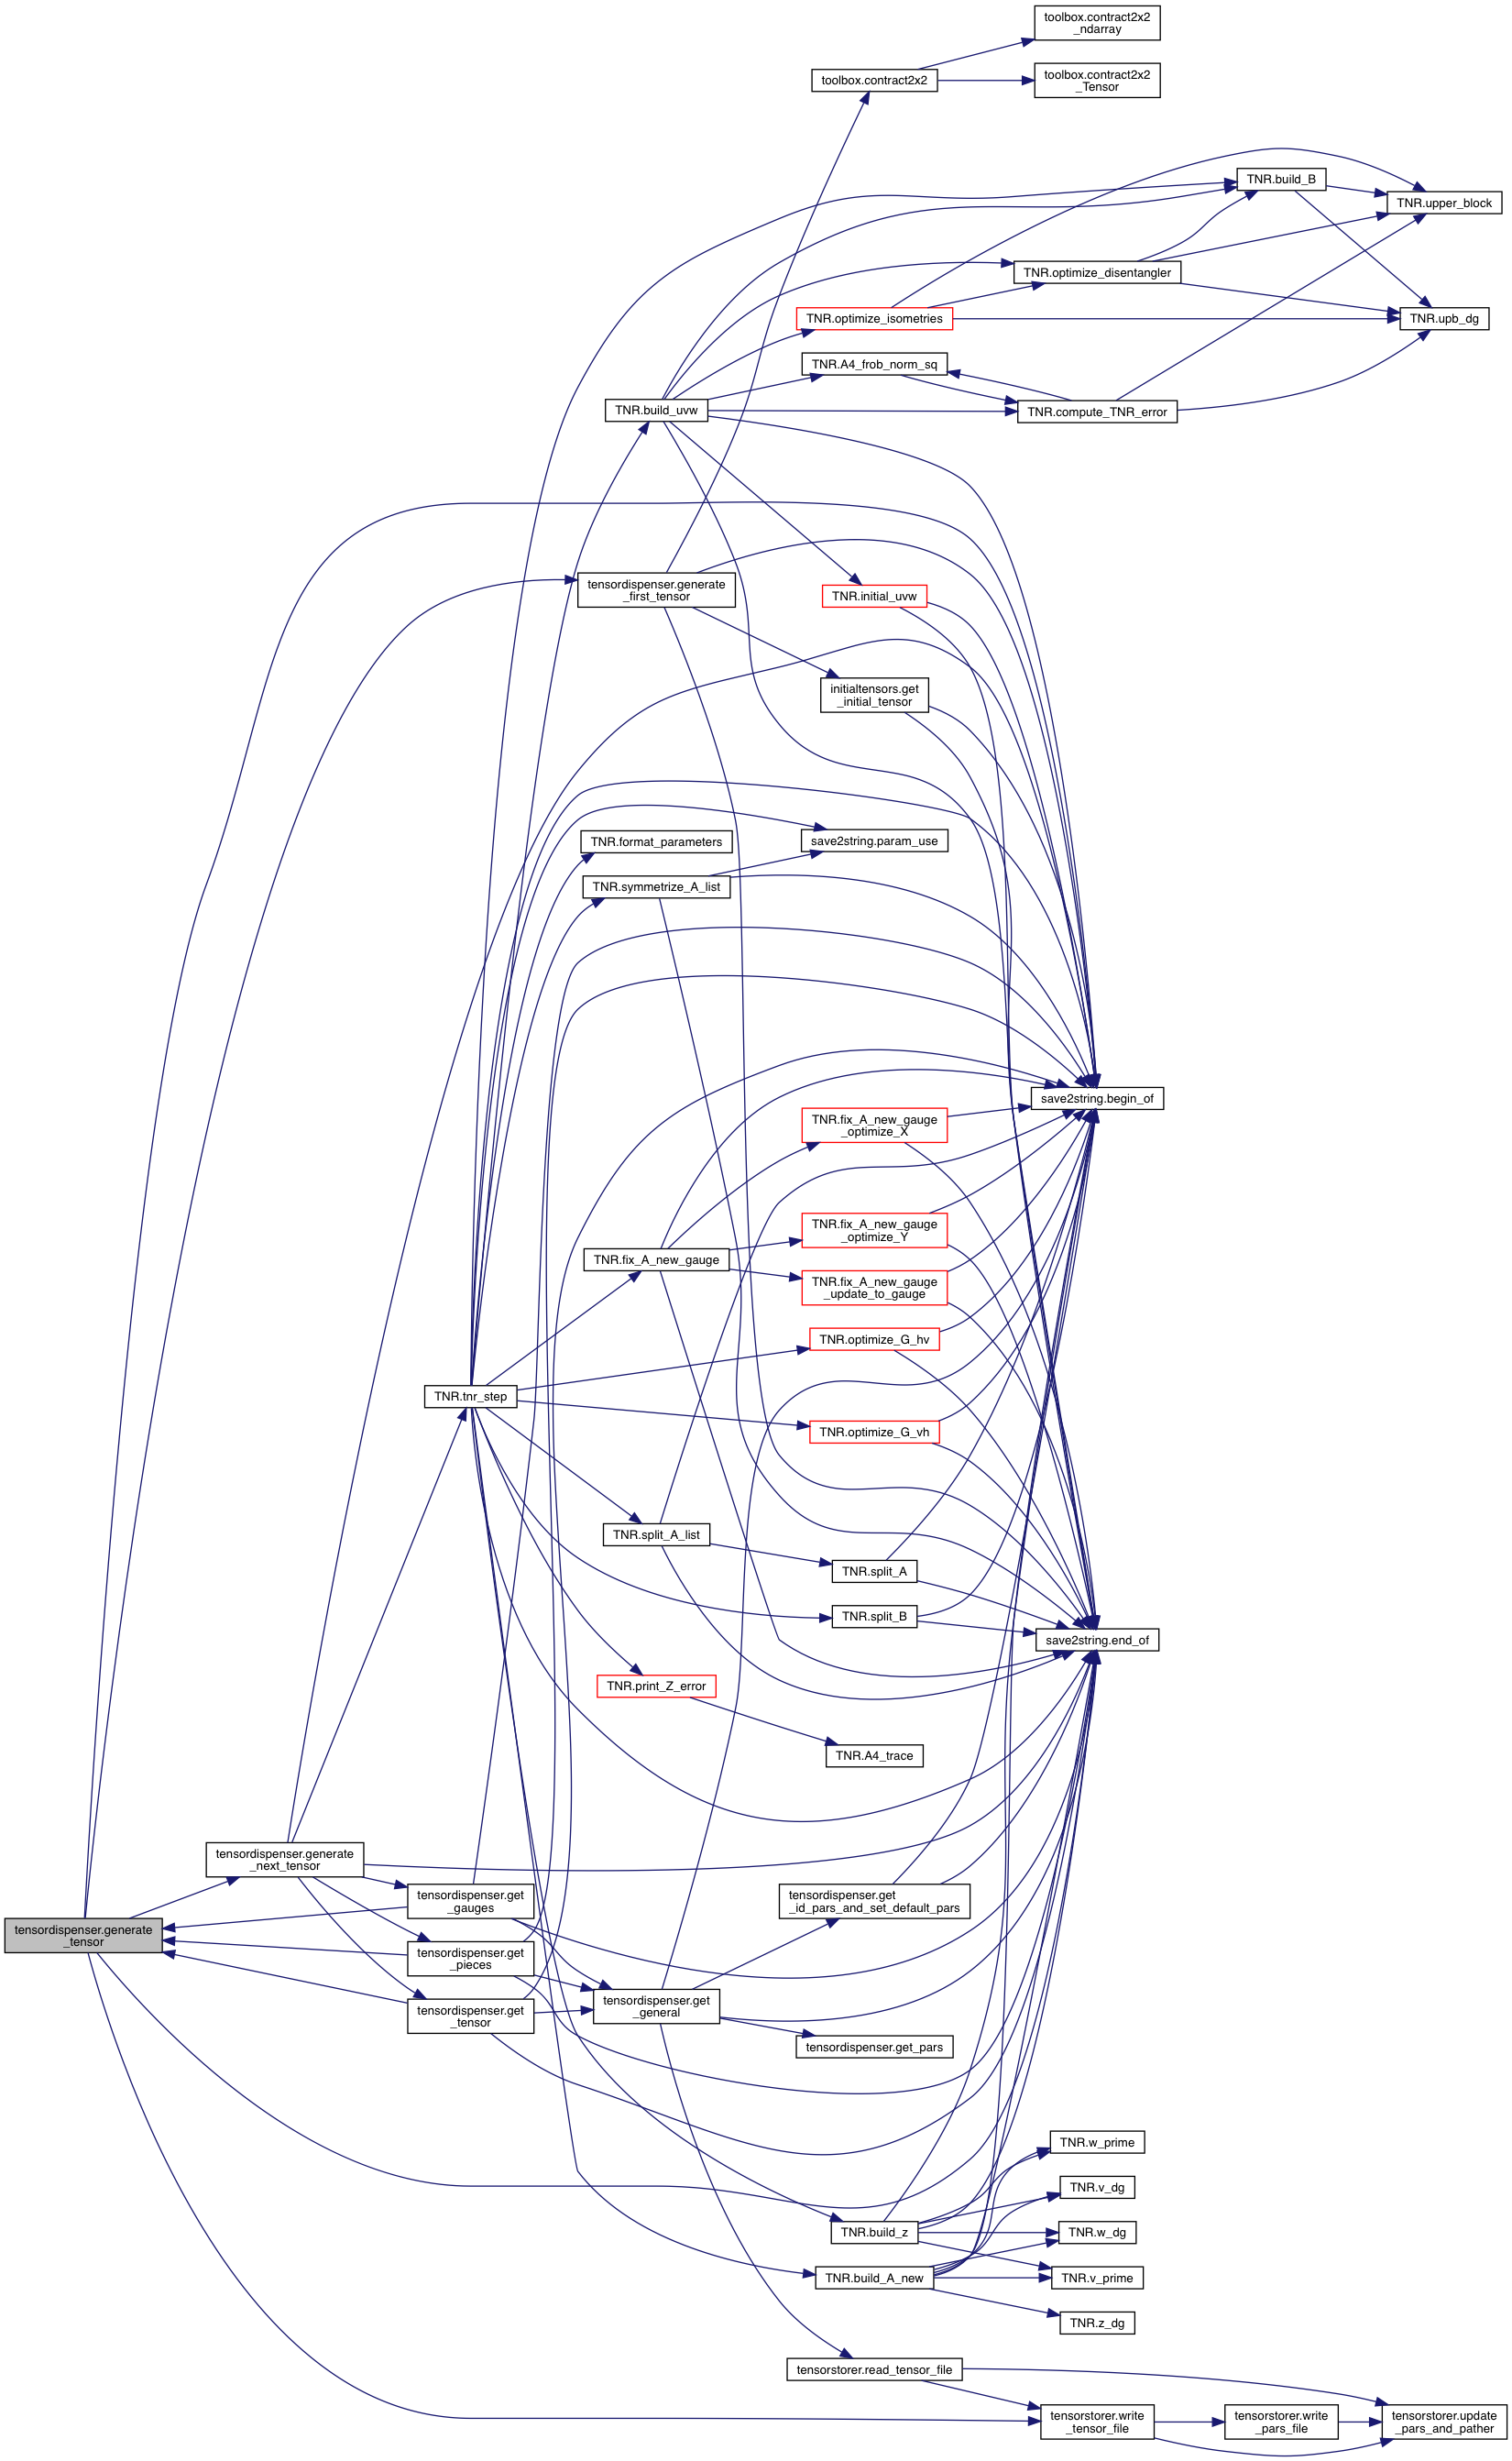 toolbox.contract2x2
_ndarray
toolbox.contract2x2
toolbox.contract2x2
_Tensor
TNR.build_B
TNR.upper_block
TNR.optimize_disentangler
TNR.optimize_isometries
TNR.upb_dg
TNR.A4_frob_norm_sq
TNR.build_uvw
TNR.compute_TNR_error
tensordispenser.generate
_first_tensor
TNR.initial_uvw
initialtensors.get
_initial_tensor
TNR.format_parameters
save2string.param_use
TNR.symmetrize_A_list
save2string.begin_of
TNR.fix_A_new_gauge
_optimize_X
TNR.fix_A_new_gauge
_optimize_Y
TNR.fix_A_new_gauge
TNR.fix_A_new_gauge
_update_to_gauge
TNR.optimize_G_hv
TNR.tnr_step
TNR.optimize_G_vh
TNR.split_A_list
TNR.split_A
TNR.split_B
save2string.end_of
TNR.print_Z_error
TNR.A4_trace
tensordispenser.generate
_next_tensor
tensordispenser.get
_gauges
tensordispenser.get
_id_pars_and_set_default_pars
tensordispenser.generate
_tensor
tensordispenser.get
_pieces
tensordispenser.get
_tensor
tensordispenser.get
_general
tensordispenser.get_pars
TNR.w_prime
TNR.v_dg
TNR.build_z
TNR.w_dg
TNR.build_A_new
TNR.v_prime
TNR.z_dg
tensorstorer.read_tensor_file
tensorstorer.write
_tensor_file
tensorstorer.write
_pars_file
tensorstorer.update
_pars_and_pather